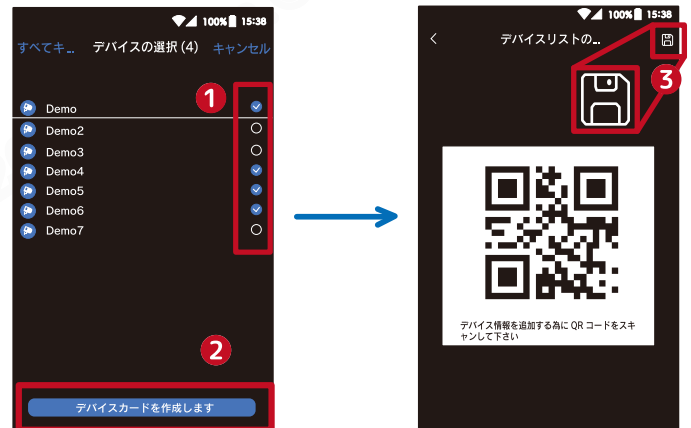 100% 15:38
すべてキ... デバイスの選択 (4) キャンセル
1
Demo
Demo2
Demo3
Demo4
Demo5
Demo6
Demo7
2
デバイスカードを作成します
100% 15:38
デバイスリストの...
3
デバイス情報を追加する為に QR コードをスキ
ャンして下さい